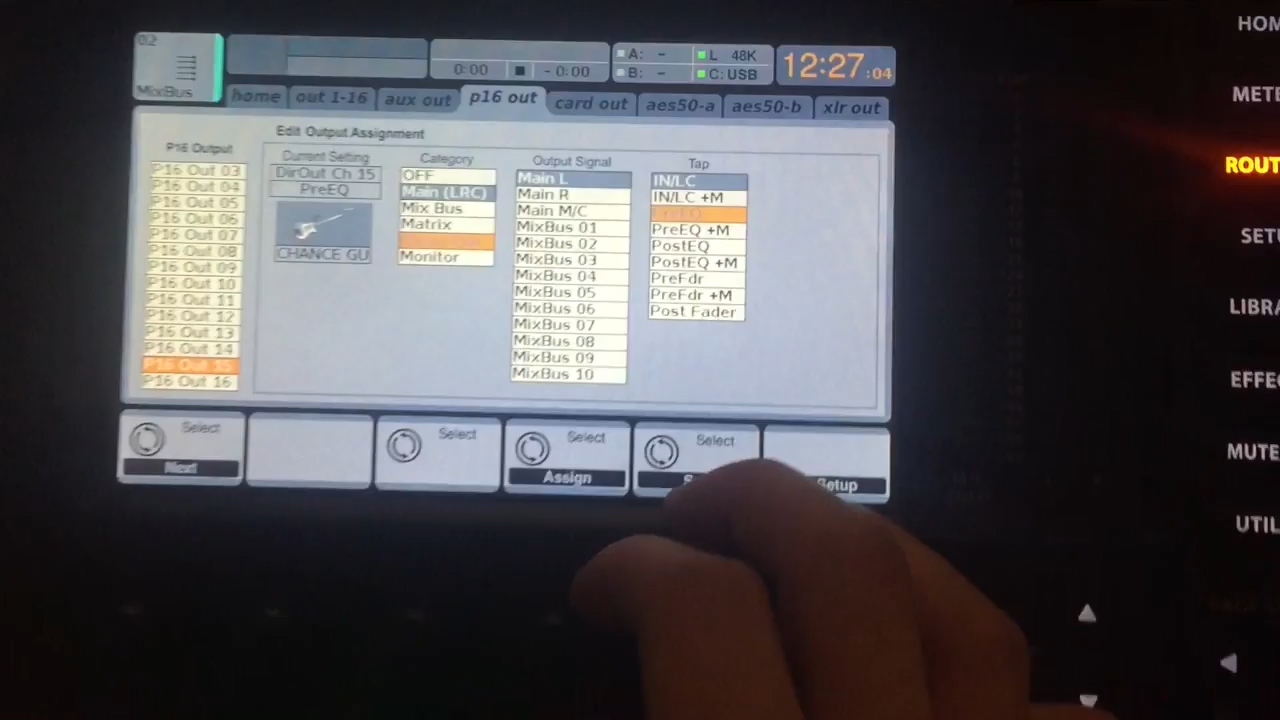 02
MixBus
0:00
- 0:00
A: -
B: -
L 48K
C: USB
12:27:04
home
out 1-16
aux out
p16 out
card out
aes50-a
aes50-b
xlr out
P16 Output
P16 Out 03
P16 Out 04
P16 Out 05
P16 Out 06
P16 Out 07
P16 Out 08
P16 Out 09
P16 Out 10
P16 Out 11
P16 Out 12
P16 Out 13
P16 Out 14
P16 Out 15
P16 Out 16
Edit Output Assignment
Current Setting
DirOut Ch 15
PreEQ
CHANCE GU
Category
OFF
Main (LRC)
Mix Bus
Matrix
Monitor
Output Signal
Main L
Main R
Main M/C
MixBus 01
MixBus 02
MixBus 03
MixBus 04
MixBus 05
MixBus 06
MixBus 07
MixBus 08
MixBus 09
MixBus 10
Tap
IN/LC
IN/LC +M
PreEQ
PreEQ +M
PostEQ
PostEQ +M
PreFdr
PreFdr +M
Post Fader
Select
Next
Select
Select
Assign
Select
Setup
HOM
METE
ROUT
SETU
LIBRA
EFFE
MUTE
UTIL